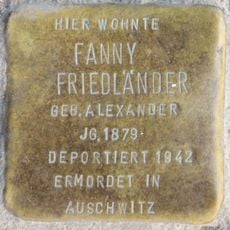 HIER WOHNTE
FANNY
FRIEDLÄNDER
GEB. ALEXANDER
JG. 1879
DEPORTIERT 1942
ERMORDET IN
AUSCHWITZ